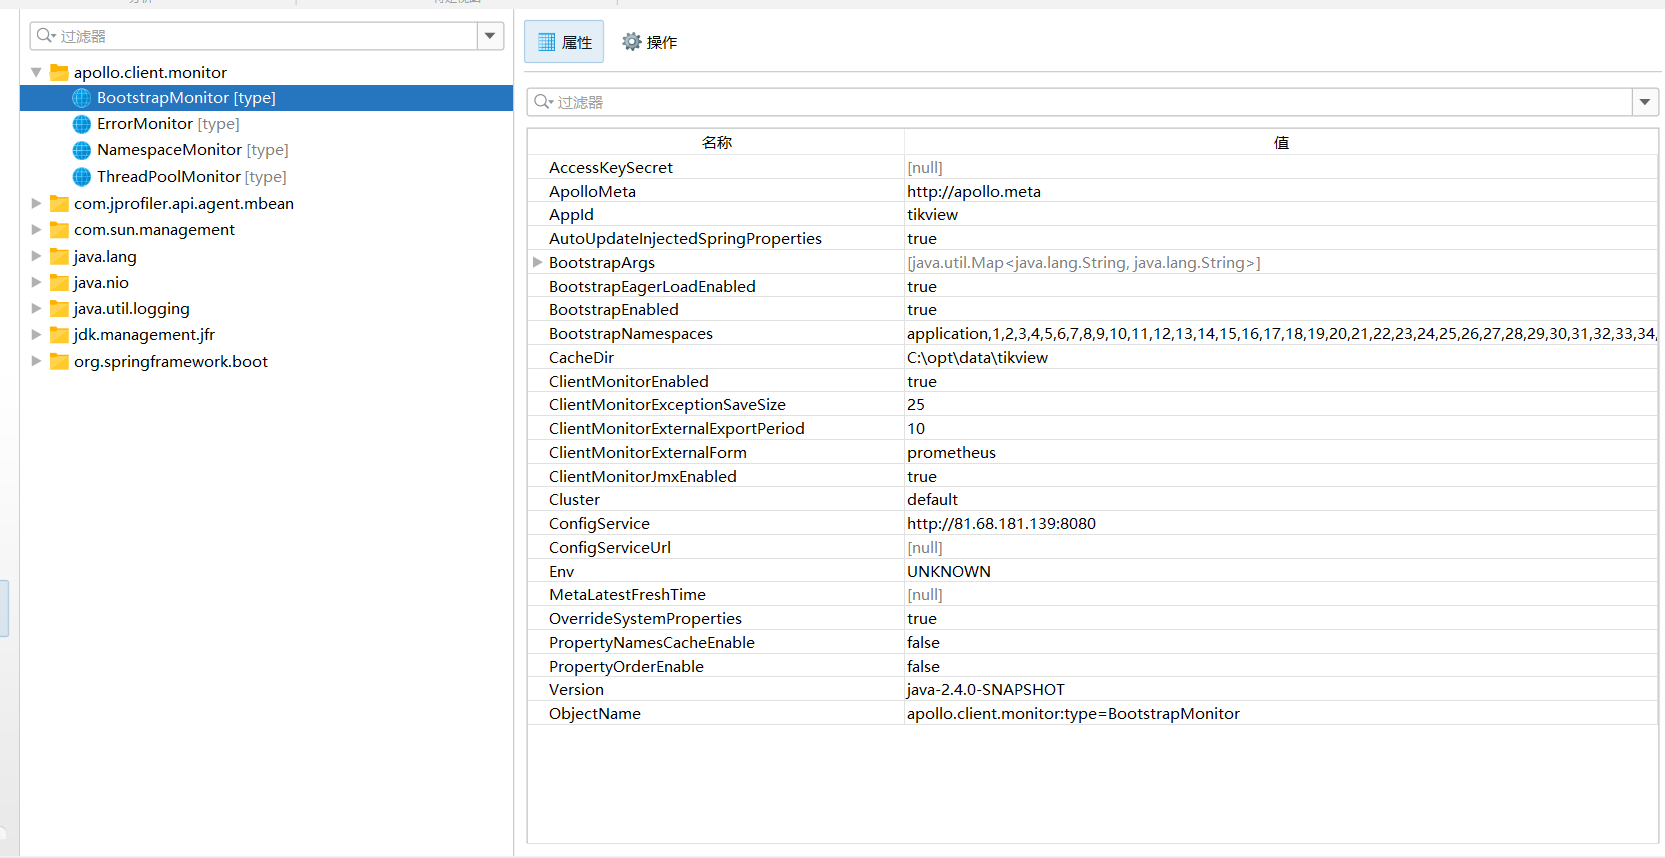 过滤器
apollo.client.monitor
BootstrapMonitor [type]
ErrorMonitor [type]
NamespaceMonitor [type]
ThreadPoolMonitor [type]
com.jprofiler.api.agent.mbean
com.sun.management
java.lang
java.nio
java.util.logging
jdk.management.jfr
org.springframework.boot
属性 操作
过滤器
名称 值
AccessKeySecret [null]
ApolloMeta http://apollo.meta
AppId tikview
AutoUpdateInjectedSpringProperties true
BootstrapArgs [java.util.Map<java.lang.String, java.lang.String>]
BootstrapEagerLoadEnabled true
BootstrapEnabled true
BootstrapNamespaces application,1,2,3,4,5,6,7,8,9,10,11,12,13,14,15,16,17,18,19,20,21,22,23,24,25,26,27,28,29,30,31,32,33,34,
CacheDir C:\opt\data\tikview
ClientMonitorEnabled true
ClientMonitorExceptionSaveSize 25
ClientMonitorExternalExportPeriod 10
ClientMonitorExternalForm prometheus
ClientMonitorJmxEnabled true
Cluster default
ConfigService http://81.68.181.139:8080
ConfigServiceUrl [null]
Env UNKNOWN
MetaLatestFreshTime [null]
OverrideSystemProperties true
PropertyNamesCacheEnable false
PropertyOrderEnable false
Version java-2.4.0-SNAPSHOT
ObjectName apollo.client.monitor:type=BootstrapMonitor